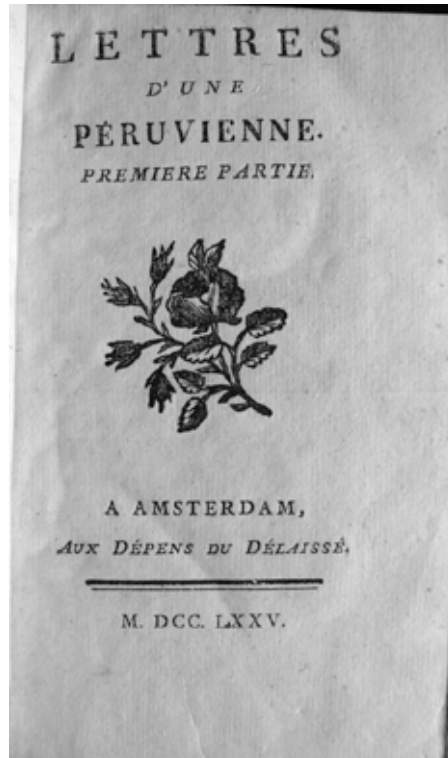 LETTRES
D'UNE
PÉRUVIENNE.
PREMIERE PARTIE.
A AMSTERDAM,
AUX DÉPENS DU DÉLAISSÉ.
M. DCC. LXXV.